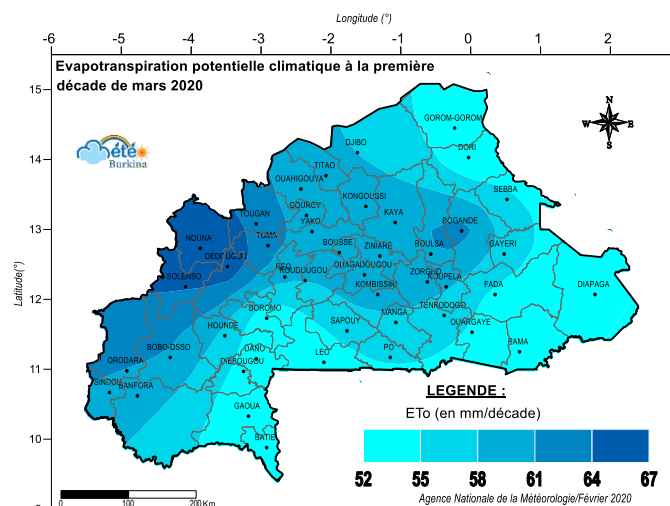 Longitude (°)
-6 -5 -4 -3 -2 -1 0 1 2
Evapotranspiration potentielle climatique à la première
décade de mars 2020
15
14
13
12
11
10
Latitude(°)
Météo
Burkina
N
W E
S
GOROM-GOROM
DJIBO
DORI
TITAO
OUAHIGOUYA
SEBBA
KONGOUSSI
TOUGAN
GOURCY
KAYA
YAKO
BOGANDE
NOUNA
TOMA
BOUSSE
ZINIARE
BOULSA
GAYERI
DEDOUGOU
OUAGADOUGOU
SOLENSO
REO
KOUDOUGOU
ZORGHO
KOUPELA
KOMBISSIRI
FADA
DIAPAGA
BOROMO
TENKODOGO
HOUNDE
SAPOUY
MANGA
OUARGAYE
BOBO-DSSO
DANO
LEO
PO
PAMA
ORODARA
DIEBOUGOU
SINDOU
BANFORA
GAOUA
BATIE
LEGENDE :
ETo (en mm/décade)
52 55 58 61 64 67
0 100 200 Km
Agence Nationale de la Météorologie/Février 2020